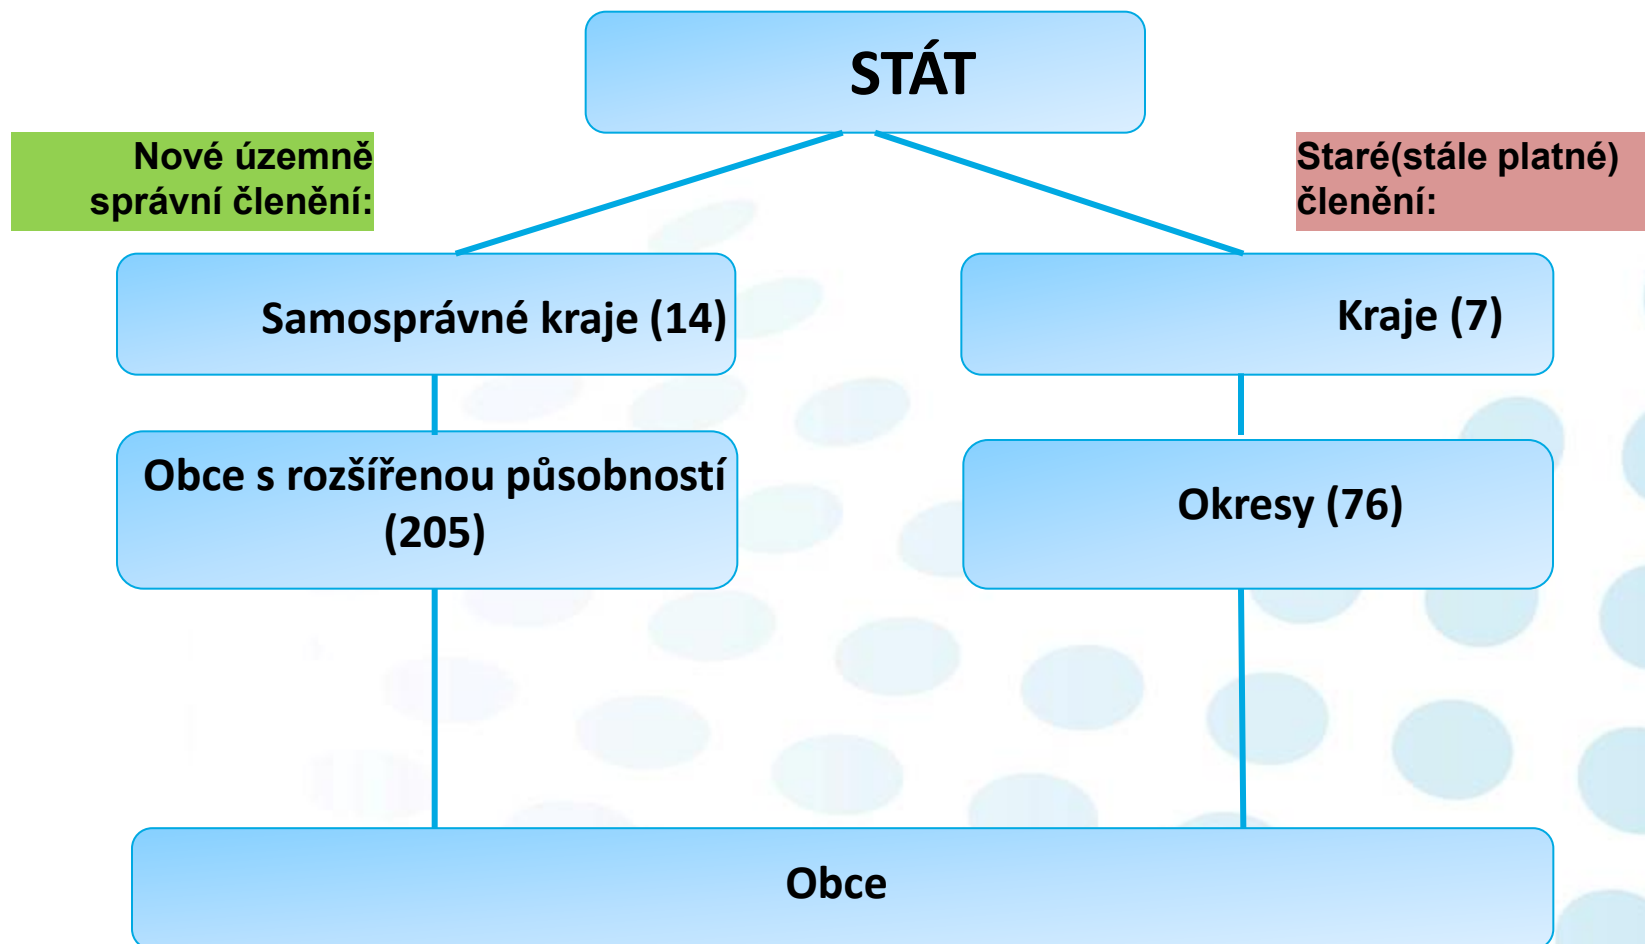 STÁT
Nové územně
správní členění:
Staré(stále platné)
členění:
Samosprávné kraje (14)
Kraje (7)
Obce s rozšířenou působností
(205)
Okresy (76)
Obce